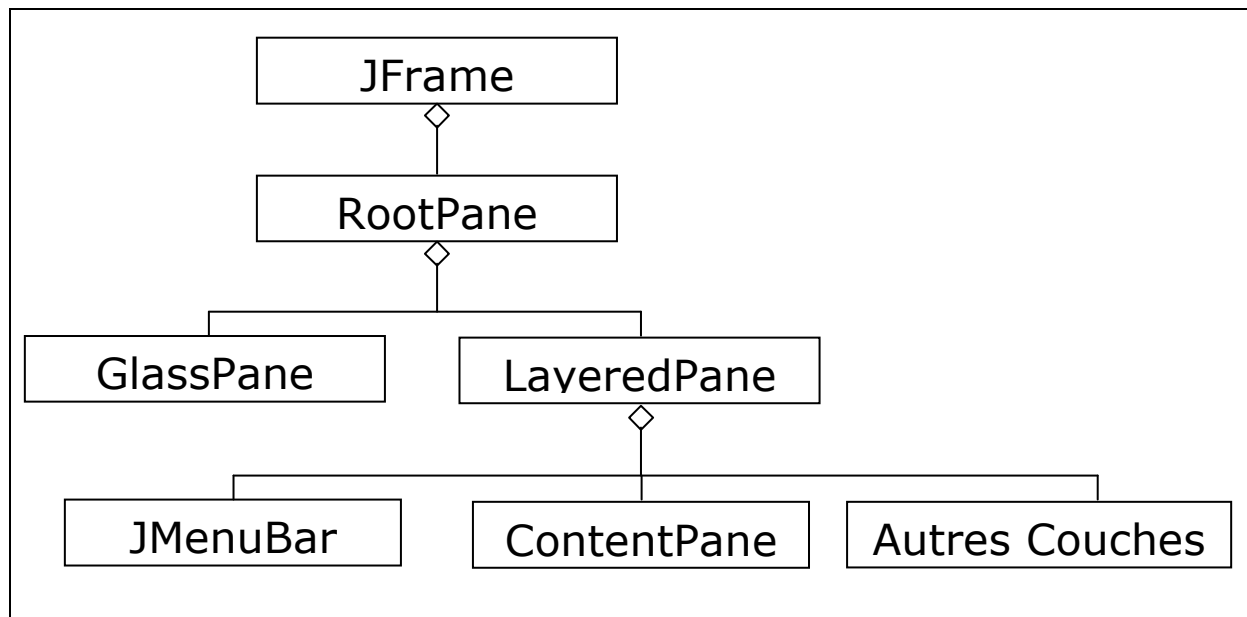 JFrame
RootPane
GlassPane
LayeredPane
JMenuBar
ContentPane
Autres Couches